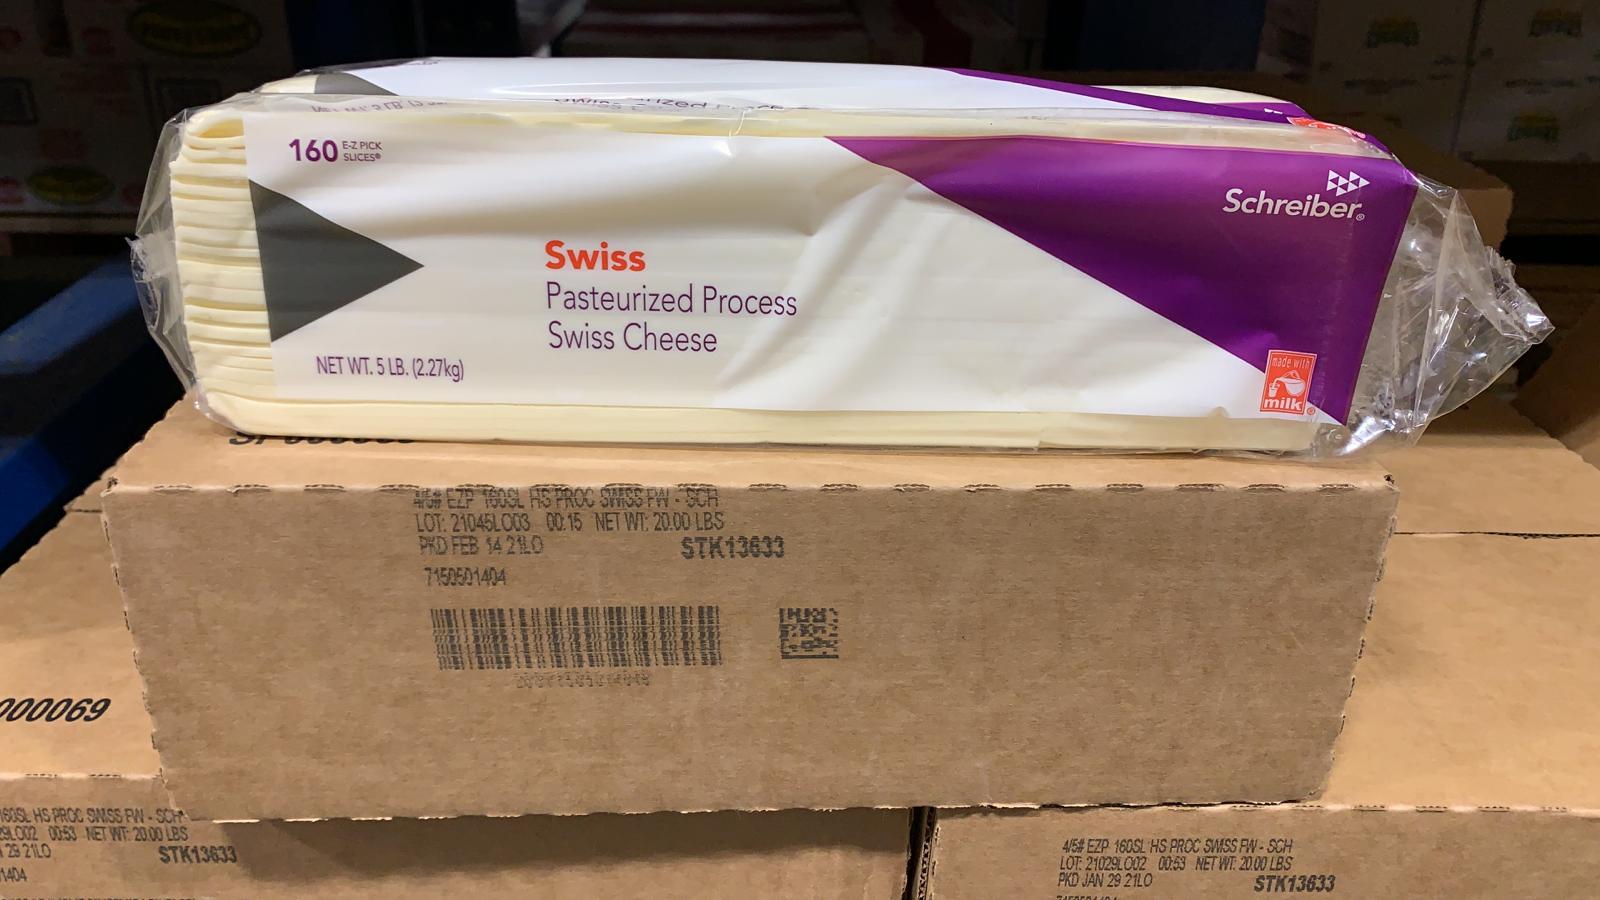 160 E-Z PICK
SLICES®
Schreiber®
Swiss
Pasteurized Process
Swiss Cheese
NET WT. 5 LB. (2.27kg)
made with
milk®
4/5# EZP 160SL HS PROC SWISS FW - SCH
LOT: 21045LO03 00:15 NET WT: 20.00 LBS
PKD FEB 14 21LO STK13633
7150501404
000069
160SL HS PROC SWISS FW - SCH
29LO02 00:53 NET WT: 20.00 LBS
29 21LO STK13633
1404
4/5# EZP 160SL HS PROC SWISS FW - SCH
LOT: 21029LO02 00:53 NET WT: 20.00 LBS
PKD JAN 29 21LO STK13633